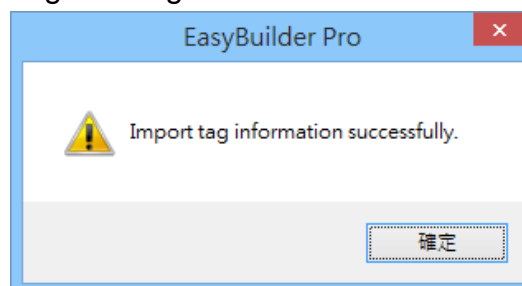 EasyBuilder Pro
Import tag information successfully.
確定